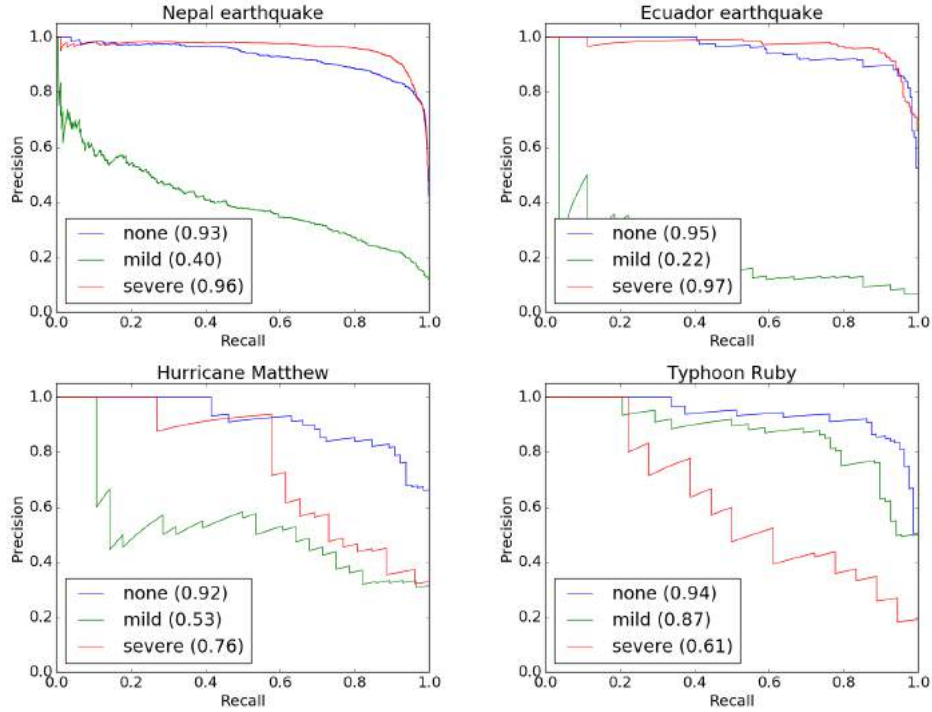 Nepal earthquake
Precision
1.0
0.8
0.6
0.4
0.2
0.0
none (0.93)
mild (0.40)
severe (0.96)
0.0 0.2 0.4 0.6 0.8 1.0
Recall
Ecuador earthquake
Precision
1.0
0.8
0.6
0.4
0.2
0.0
none (0.95)
mild (0.22)
severe (0.97)
0.0 0.2 0.4 0.6 0.8 1.0
Recall
Hurricane Matthew
Precision
1.0
0.8
0.6
0.4
0.2
0.0
none (0.92)
mild (0.53)
severe (0.76)
0.0 0.2 0.4 0.6 0.8 1.0
Recall
Typhoon Ruby
Precision
1.0
0.8
0.6
0.4
0.2
0.0
none (0.94)
mild (0.87)
severe (0.61)
0.0 0.2 0.4 0.6 0.8 1.0
Recall